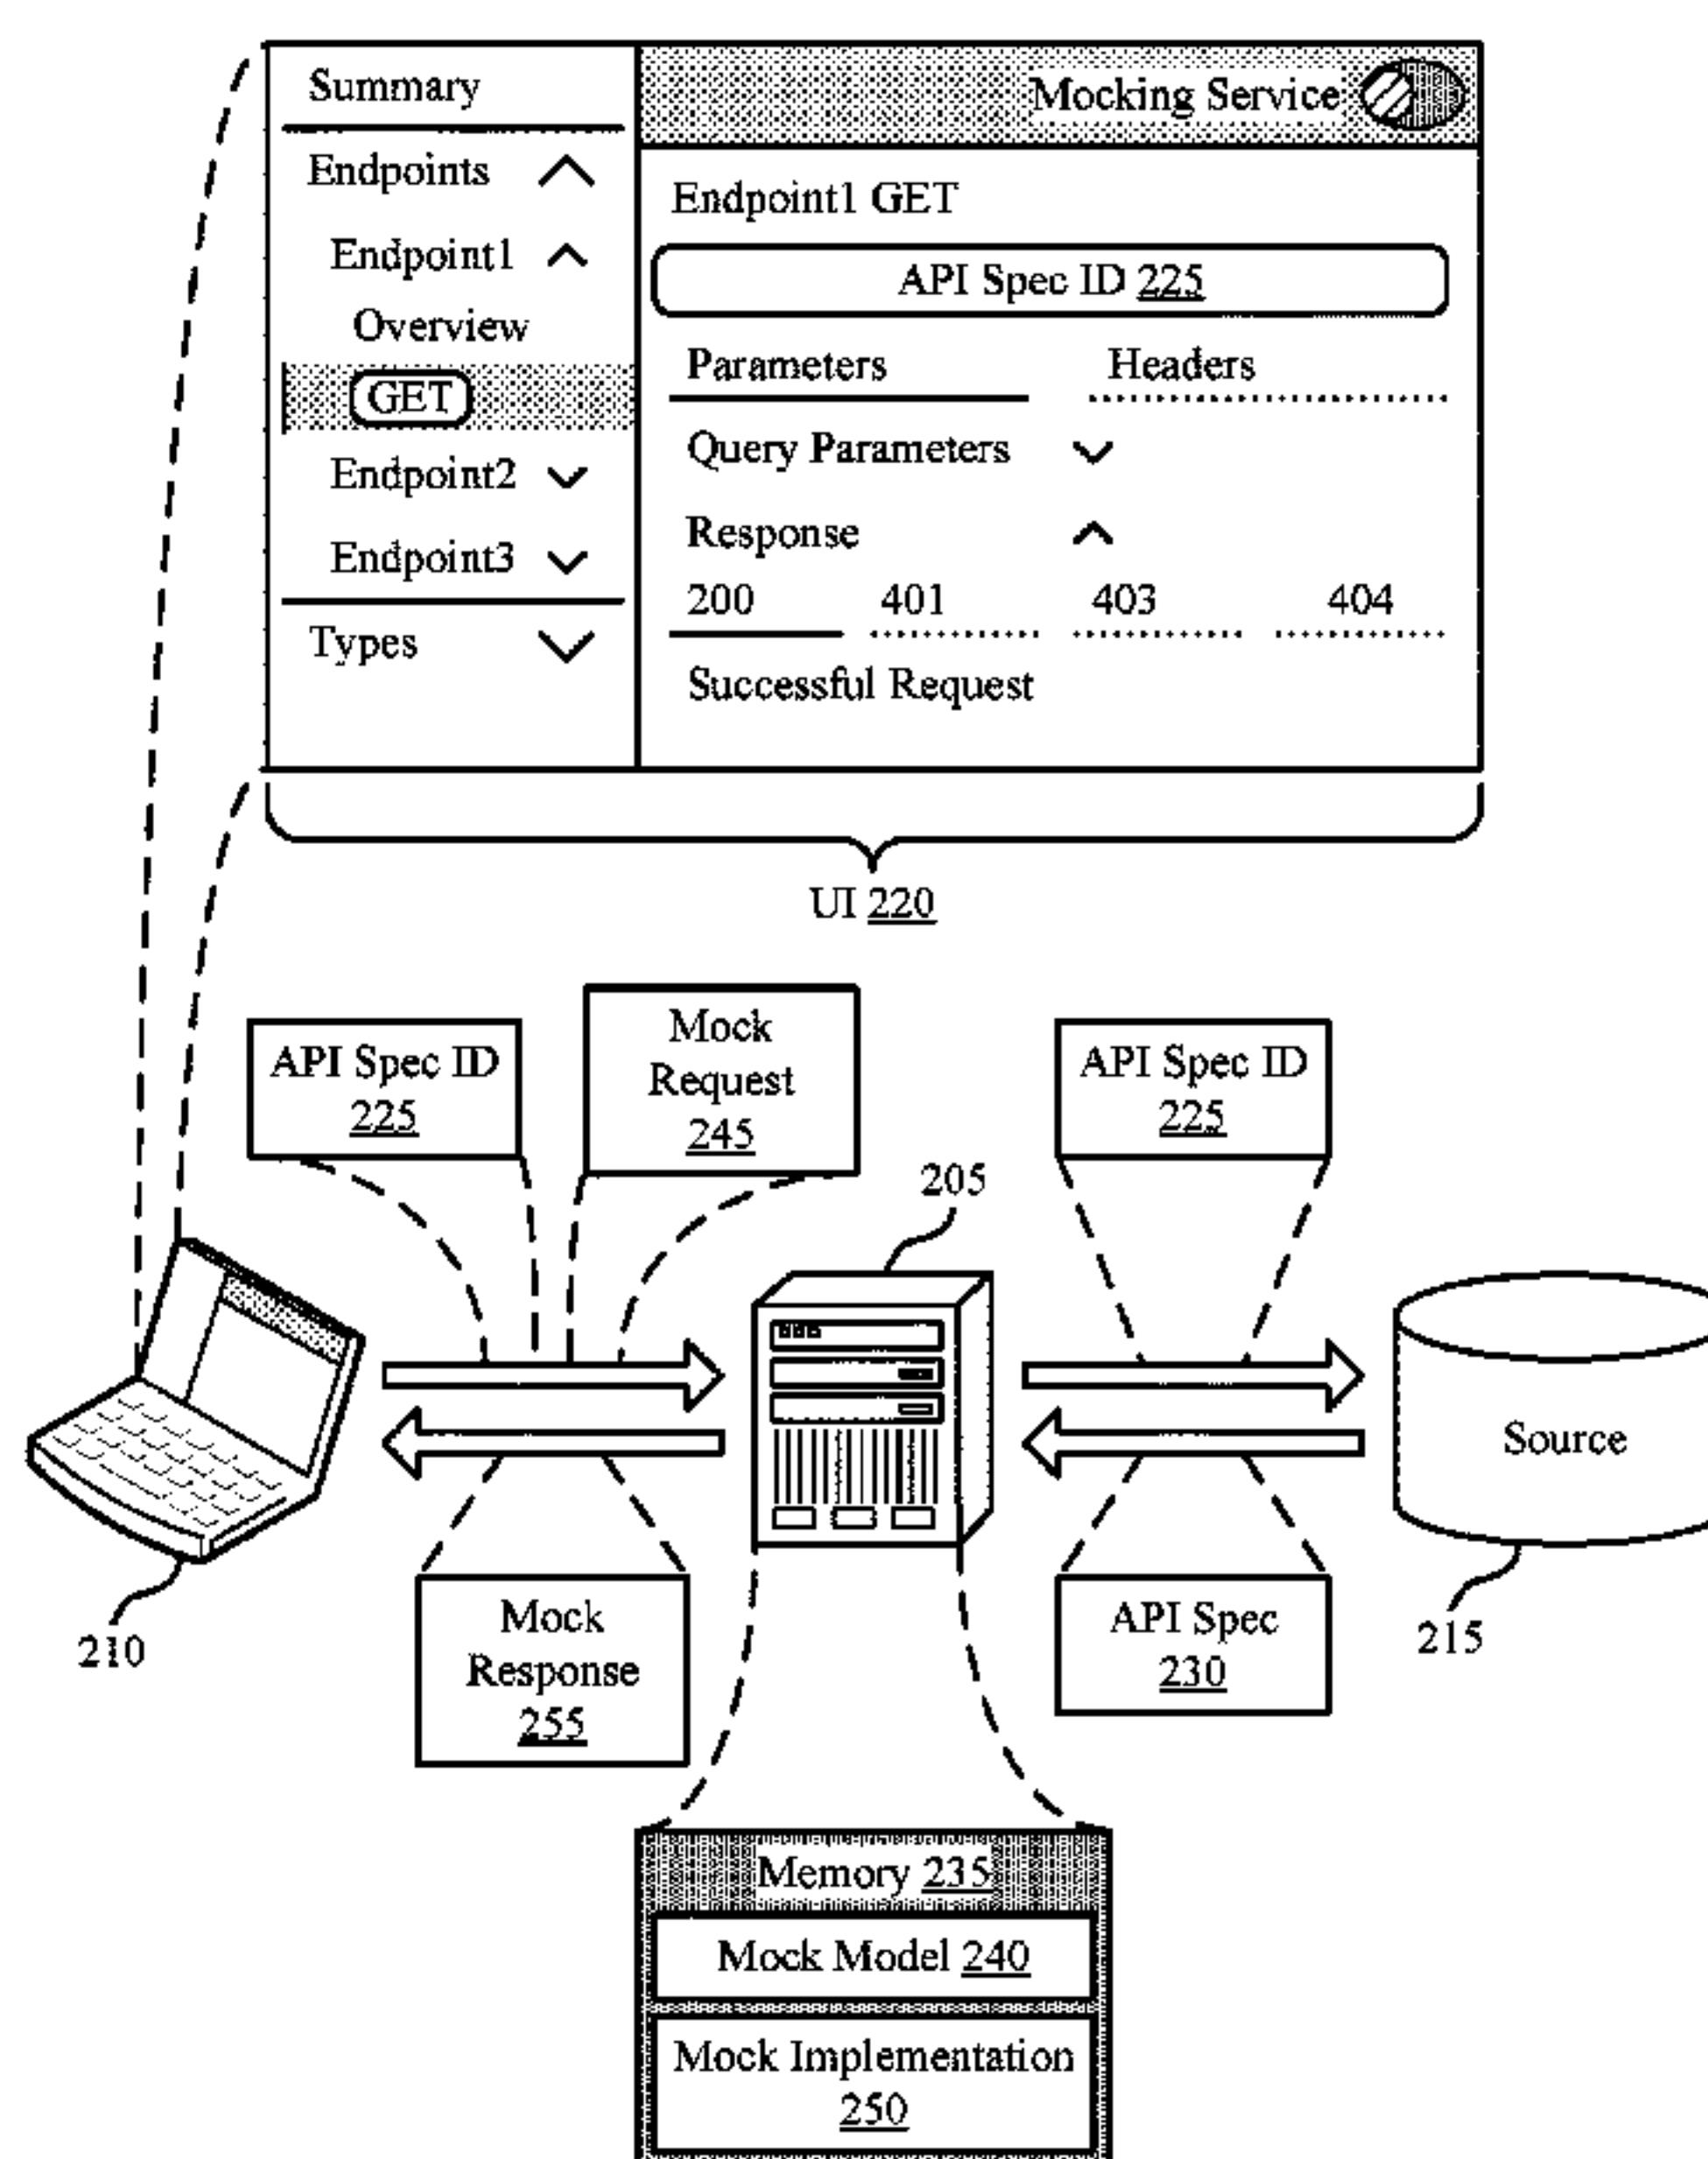 Summary
Endpoints
Endpoint1
Overview
GET
Endpoint2
Endpoint3
Types
Mocking Service
Endpoint1 GET
API Spec ID 225
Parameters Headers
Query Parameters
Response
200 401 403 404
Successful Request
UI 220
API Spec ID
225
Mock
Request
245
API Spec ID
225
205
Source
210
Mock
Response
255
API Spec
230
215
Memory 235
Mock Model 240
Mock Implementation
250